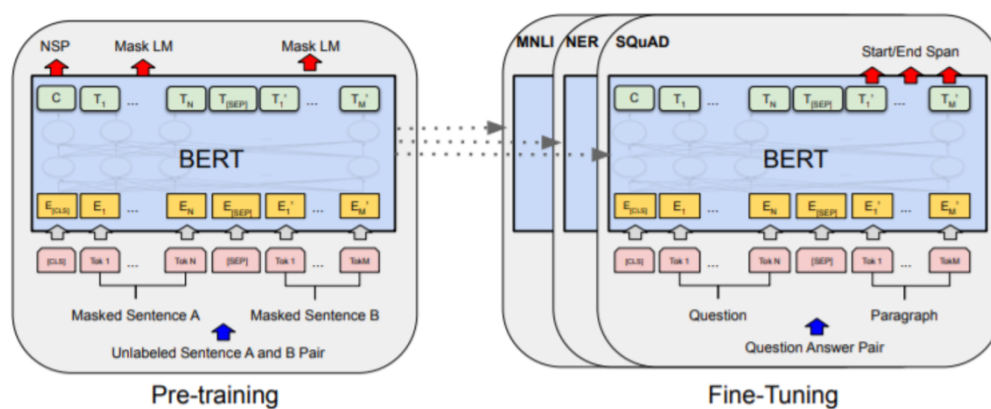 NSP Mask LM Mask LM
C T1 ... TN T[SEP] T1' ... TM'
BERT
E[CLS] E1 ... EN E[SEP] E1' ... EM'
[CLS] Tok 1 ... Tok N [SEP] Tok 1 ... TokM
Masked Sentence A Masked Sentence B
Unlabeled Sentence A and B Pair
Pre-training
MNLI NER SQuAD
Start/End Span
C T1 ... TN T[SEP] T1' ... TM'
BERT
E[CLS] E1 ... EN E[SEP] E1' ... EM'
[CLS] Tok 1 ... Tok N [SEP] Tok 1 ... TokM
Question Paragraph
Question Answer Pair
Fine-Tuning